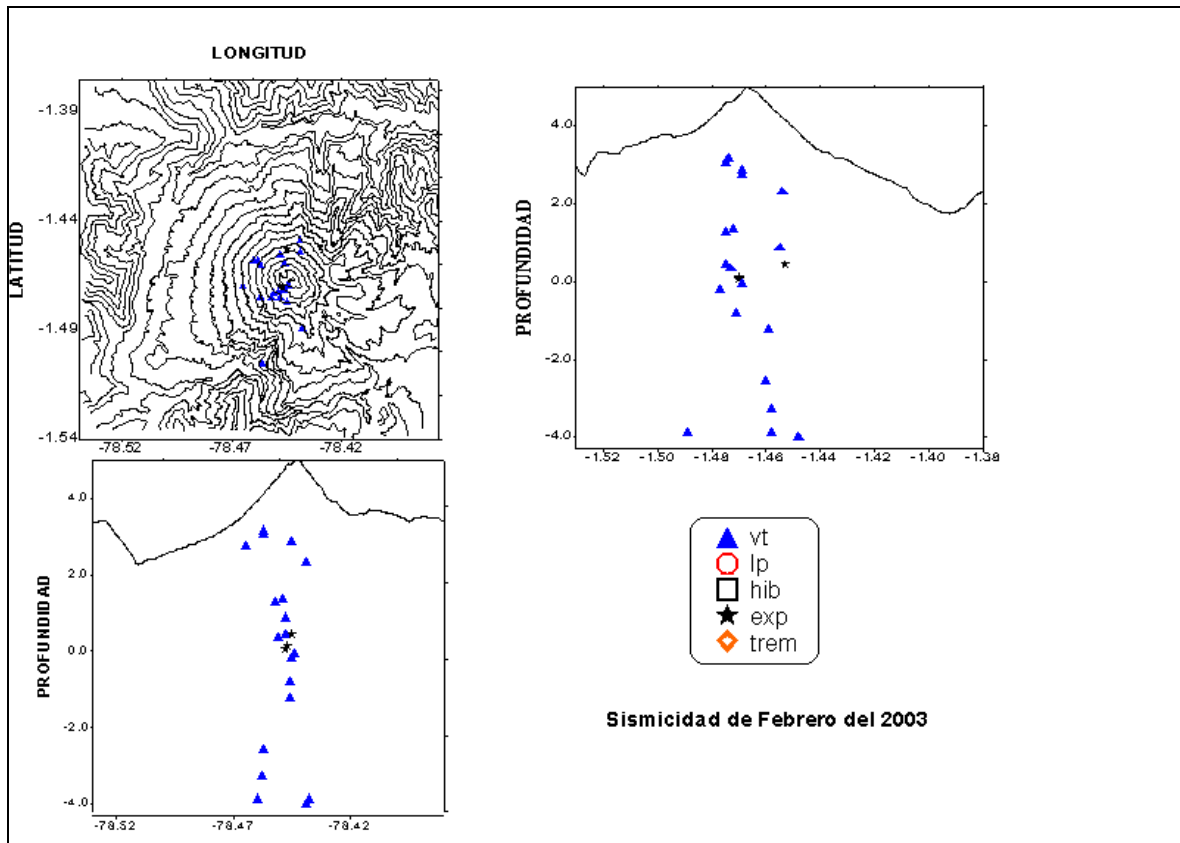 LONGITUD
LATITUD
-1.39
-1.44
-1.49
-1.54
-78.52
-78.47
-78.42
PROFUNDIDAD
4.0
2.0
0.0
-2.0
-4.0
-1.52
-1.50
-1.48
-1.46
-1.44
-1.42
-1.40
-1.38
PROFUNDIDAD
4.0
2.0
0.0
-2.0
-4.0
-78.52
-78.47
-78.42
vt
lp
hib
exp
trem
Sismicidad de Febrero del 2003